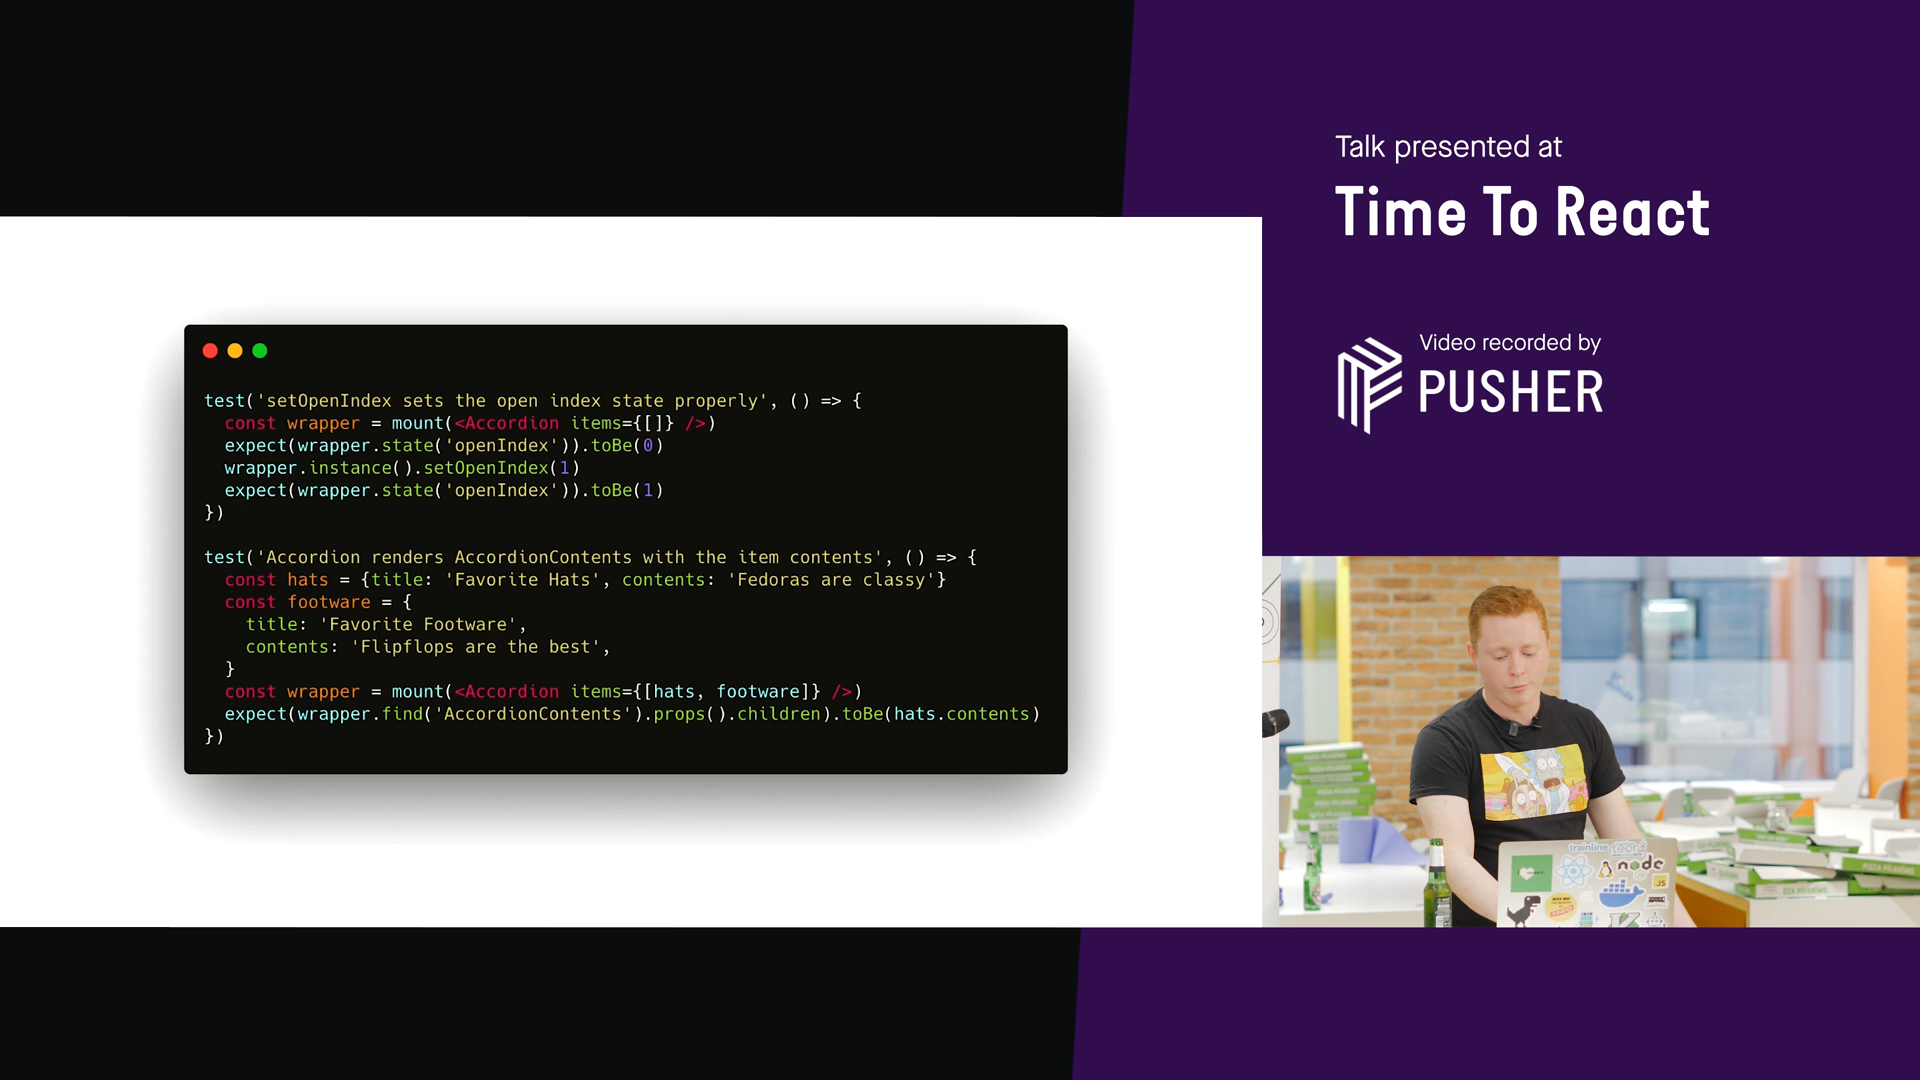 Talk presented at
Time To React
Video recorded by
PUSHER
test('setOpenIndex sets the open index state properly', () => {
  const wrapper = mount(<Accordion items={[]} />)
  expect(wrapper.state('openIndex')).toBe(0)
  wrapper.instance().setOpenIndex(1)
  expect(wrapper.state('openIndex')).toBe(1)
})
test('Accordion renders AccordionContents with the item contents', () => {
  const hats = {title: 'Favorite Hats', contents: 'Fedoras are classy'}
  const footware = {
    title: 'Favorite Footware',
    contents: 'Flipflops are the best',
  }
  const wrapper = mount(<Accordion items={[hats, footware]} />)
  expect(wrapper.find('AccordionContents').props().children).toBe(hats.contents)
})
trainline
node
JS